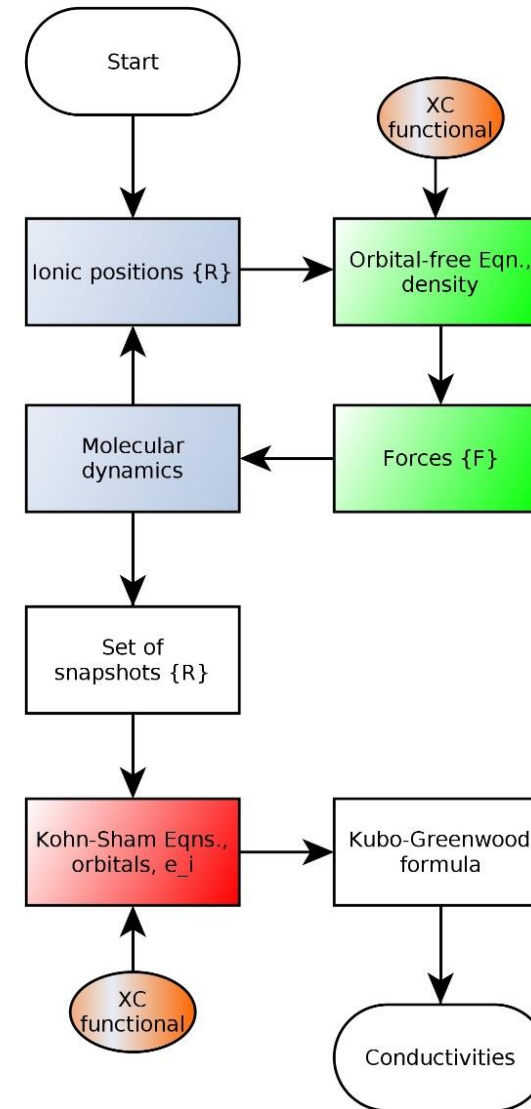 Start
XC
functional
Ionic positions {R}
Orbital-free Eqn.,
density
Molecular
dynamics
Forces {F}
Set of
snapshots {R}
Kohn-Sham Eqns.,
orbitals, e_i
Kubo-Greenwood
formula
XC
functional
Conductivities